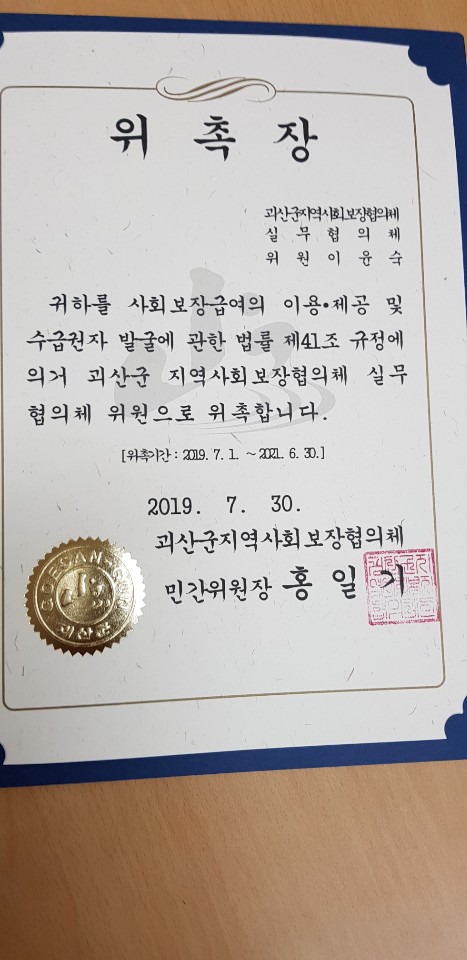 위 촉 장
괴산군지역사회보장협의체
실 무 협 의 체
위 원 이 윤 숙
귀하를 사회보장급여의 이용•제공 및
수급권자 발굴에 관한 법률 제41조 규정에
의거 괴산군 지역사회보장협의체 실무
협의체 위원으로 위촉합니다.
[위촉기간 : 2019. 7. 1. ~ 2021. 6. 30.]
2019. 7. 30.
괴산군지역사회보장협의체
민간위원장 홍 일 기
GOESAN-GUN
괴산군